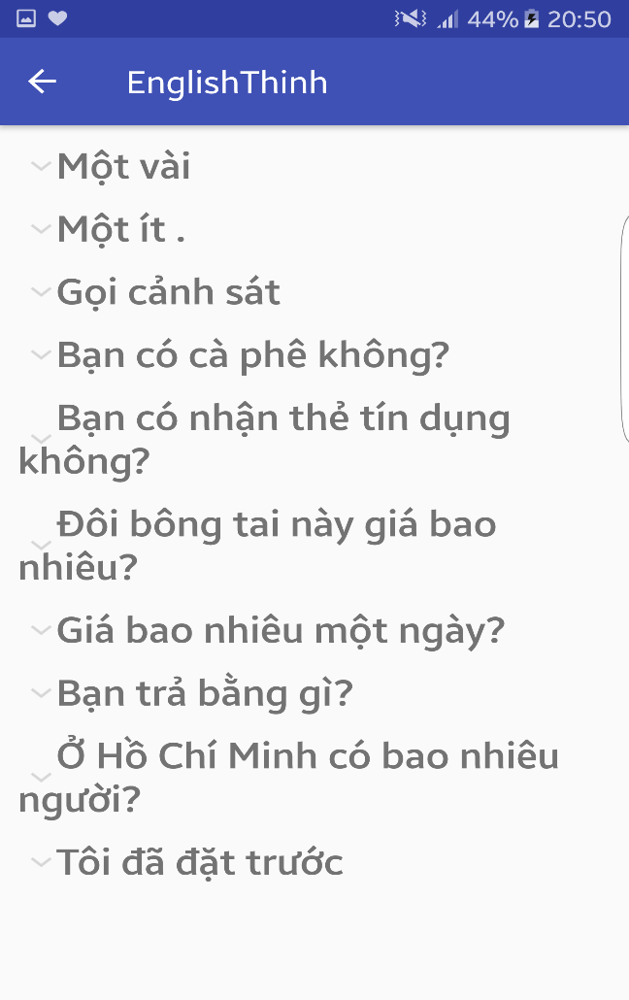 44% 20:50
EnglishThinh
Một vài
Một ít .
Gọi cảnh sát
Bạn có cà phê không?
Bạn có nhận thẻ tín dụng
không?
Đôi bông tai này giá bao
nhiêu?
Giá bao nhiêu một ngày?
Bạn trả bằng gì?
Ở Hồ Chí Minh có bao nhiêu
người?
Tôi đã đặt trước